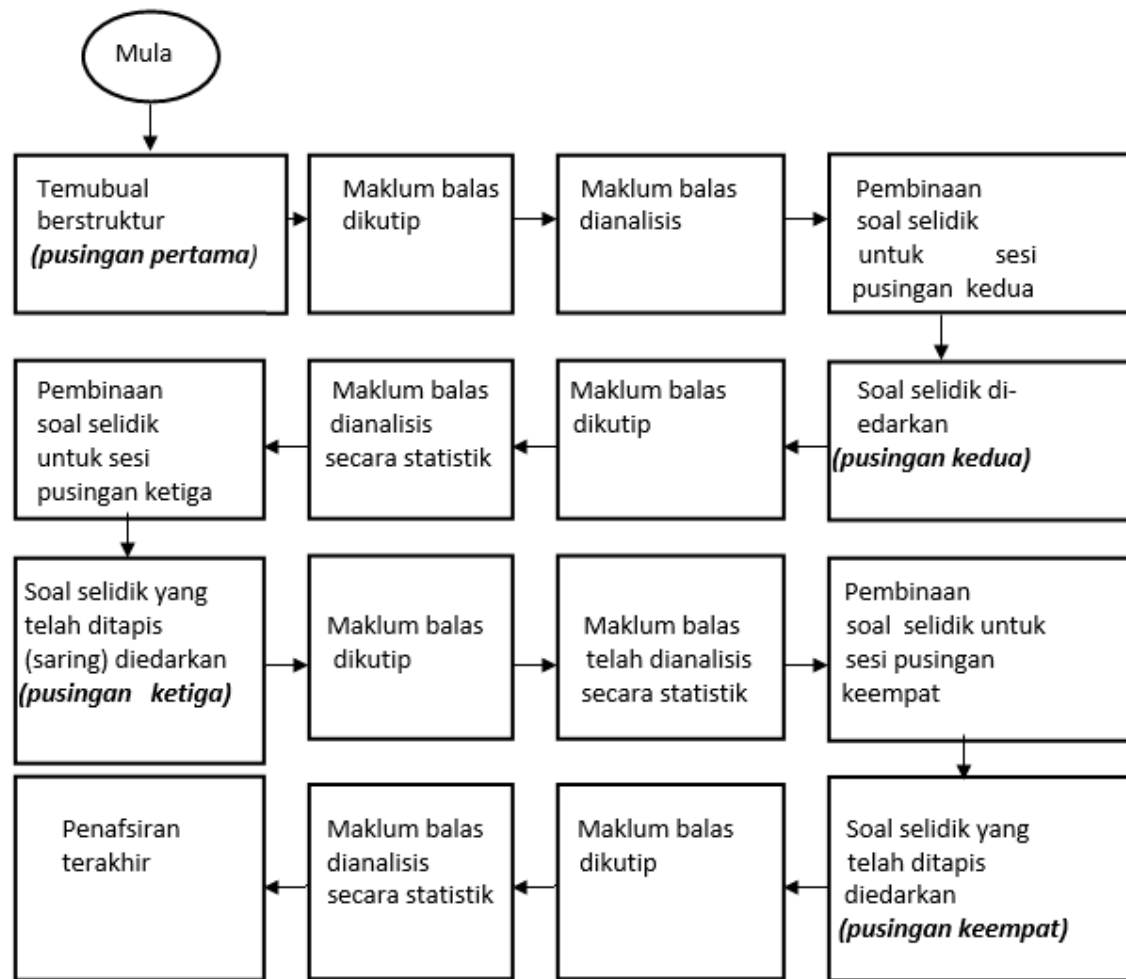 Mula
Temubual
berstruktur
(pusingan pertama)
Maklum balas
dikutip
Maklum balas
dianalisis
Pembinaan
soal selidik
untuk sesi
pusingan kedua
Soal selidik di-
edarkan
(pusingan kedua)
Maklum balas
dikutip
Maklum balas
dianalisis
secara statistik
Pembinaan
soal selidik
untuk sesi
pusingan ketiga
Soal selidik yang
telah ditapis
(saring) diedarkan
(pusingan ketiga)
Maklum balas
dikutip
Maklum balas
telah dianalisis
secara statistik
Pembinaan
soal selidik untuk
sesi pusingan
keempat
Soal selidik yang
telah ditapis
diedarkan
(pusingan keempat)
Maklum balas
dikutip
Maklum balas
dianalisis
secara statistik
Penafsiran
terakhir